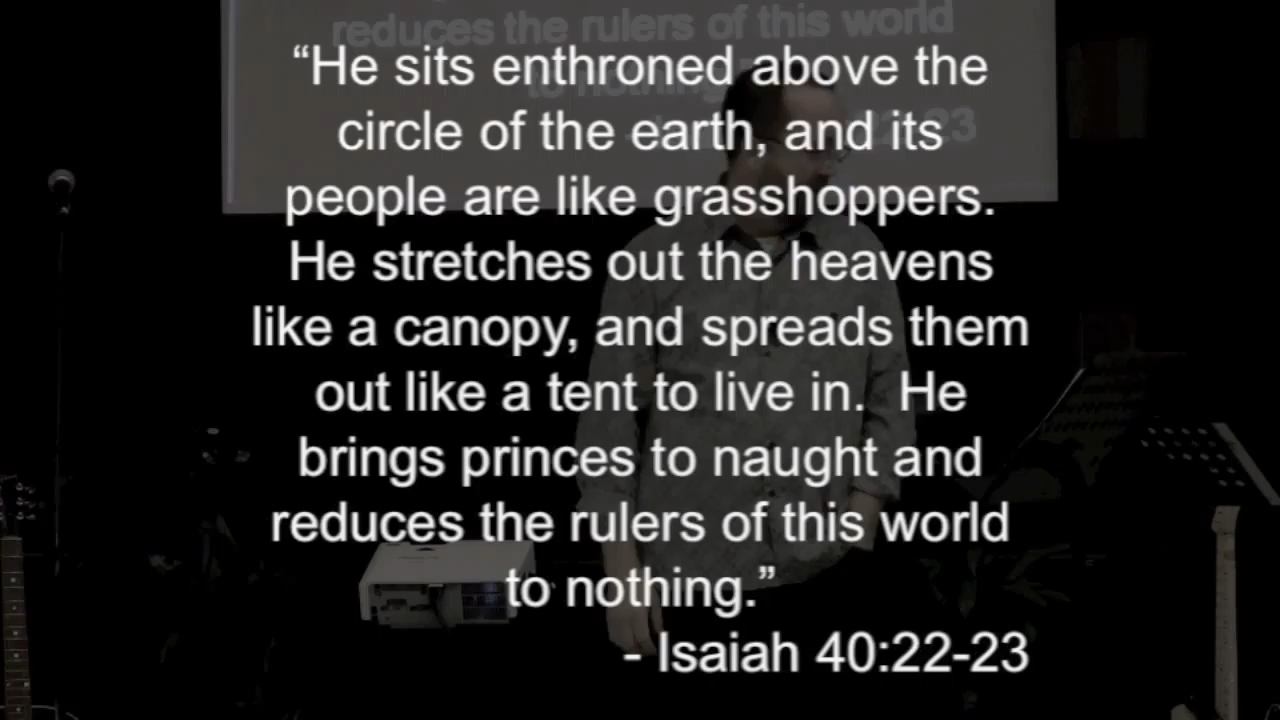 reduces the rulers of this world
“He sits enthroned above the
to nothing
circle of the earth, and its
people are like grasshoppers.
He stretches out the heavens
like a canopy, and spreads them
out like a tent to live in.  He
brings princes to naught and
reduces the rulers of this world
to nothing.”
- Isaiah 40:22-23